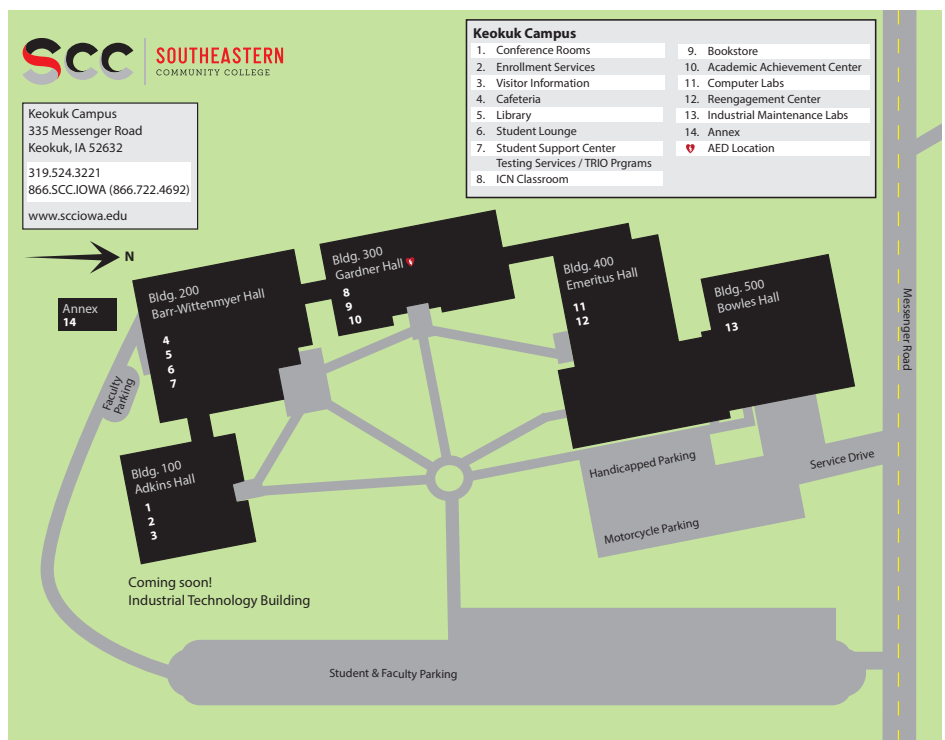 SCC
SOUTHEASTERN
COMMUNITY COLLEGE
Keokuk Campus
335 Messenger Road
Keokuk, IA 52632
319.524.3221
866.SCC.IOWA (866.722.4692)
www.scciowa.edu
N
Keokuk Campus
1. Conference Rooms
2. Enrollment Services
3. Visitor Information
4. Cafeteria
5. Library
6. Student Lounge
7. Student Support Center
Testing Services / TRIO Prgrams
8. ICN Classroom
9. Bookstore
10. Academic Achievement Center
11. Computer Labs
12. Reengagement Center
13. Industrial Maintenance Labs
14. Annex
AED Location
Annex
14
Bldg. 200
Barr-Wittenmyer Hall
4
5
6
7
Bldg. 300
Gardner Hall
8
9
10
Bldg. 400
Emeritus Hall
11
12
Bldg. 500
Bowles Hall
13
Messenger Road
Faculty
Parking
Bldg. 100
Adkins Hall
1
2
3
Handicapped Parking
Service Drive
Motorcycle Parking
Coming soon!
Industrial Technology Building
Student & Faculty Parking